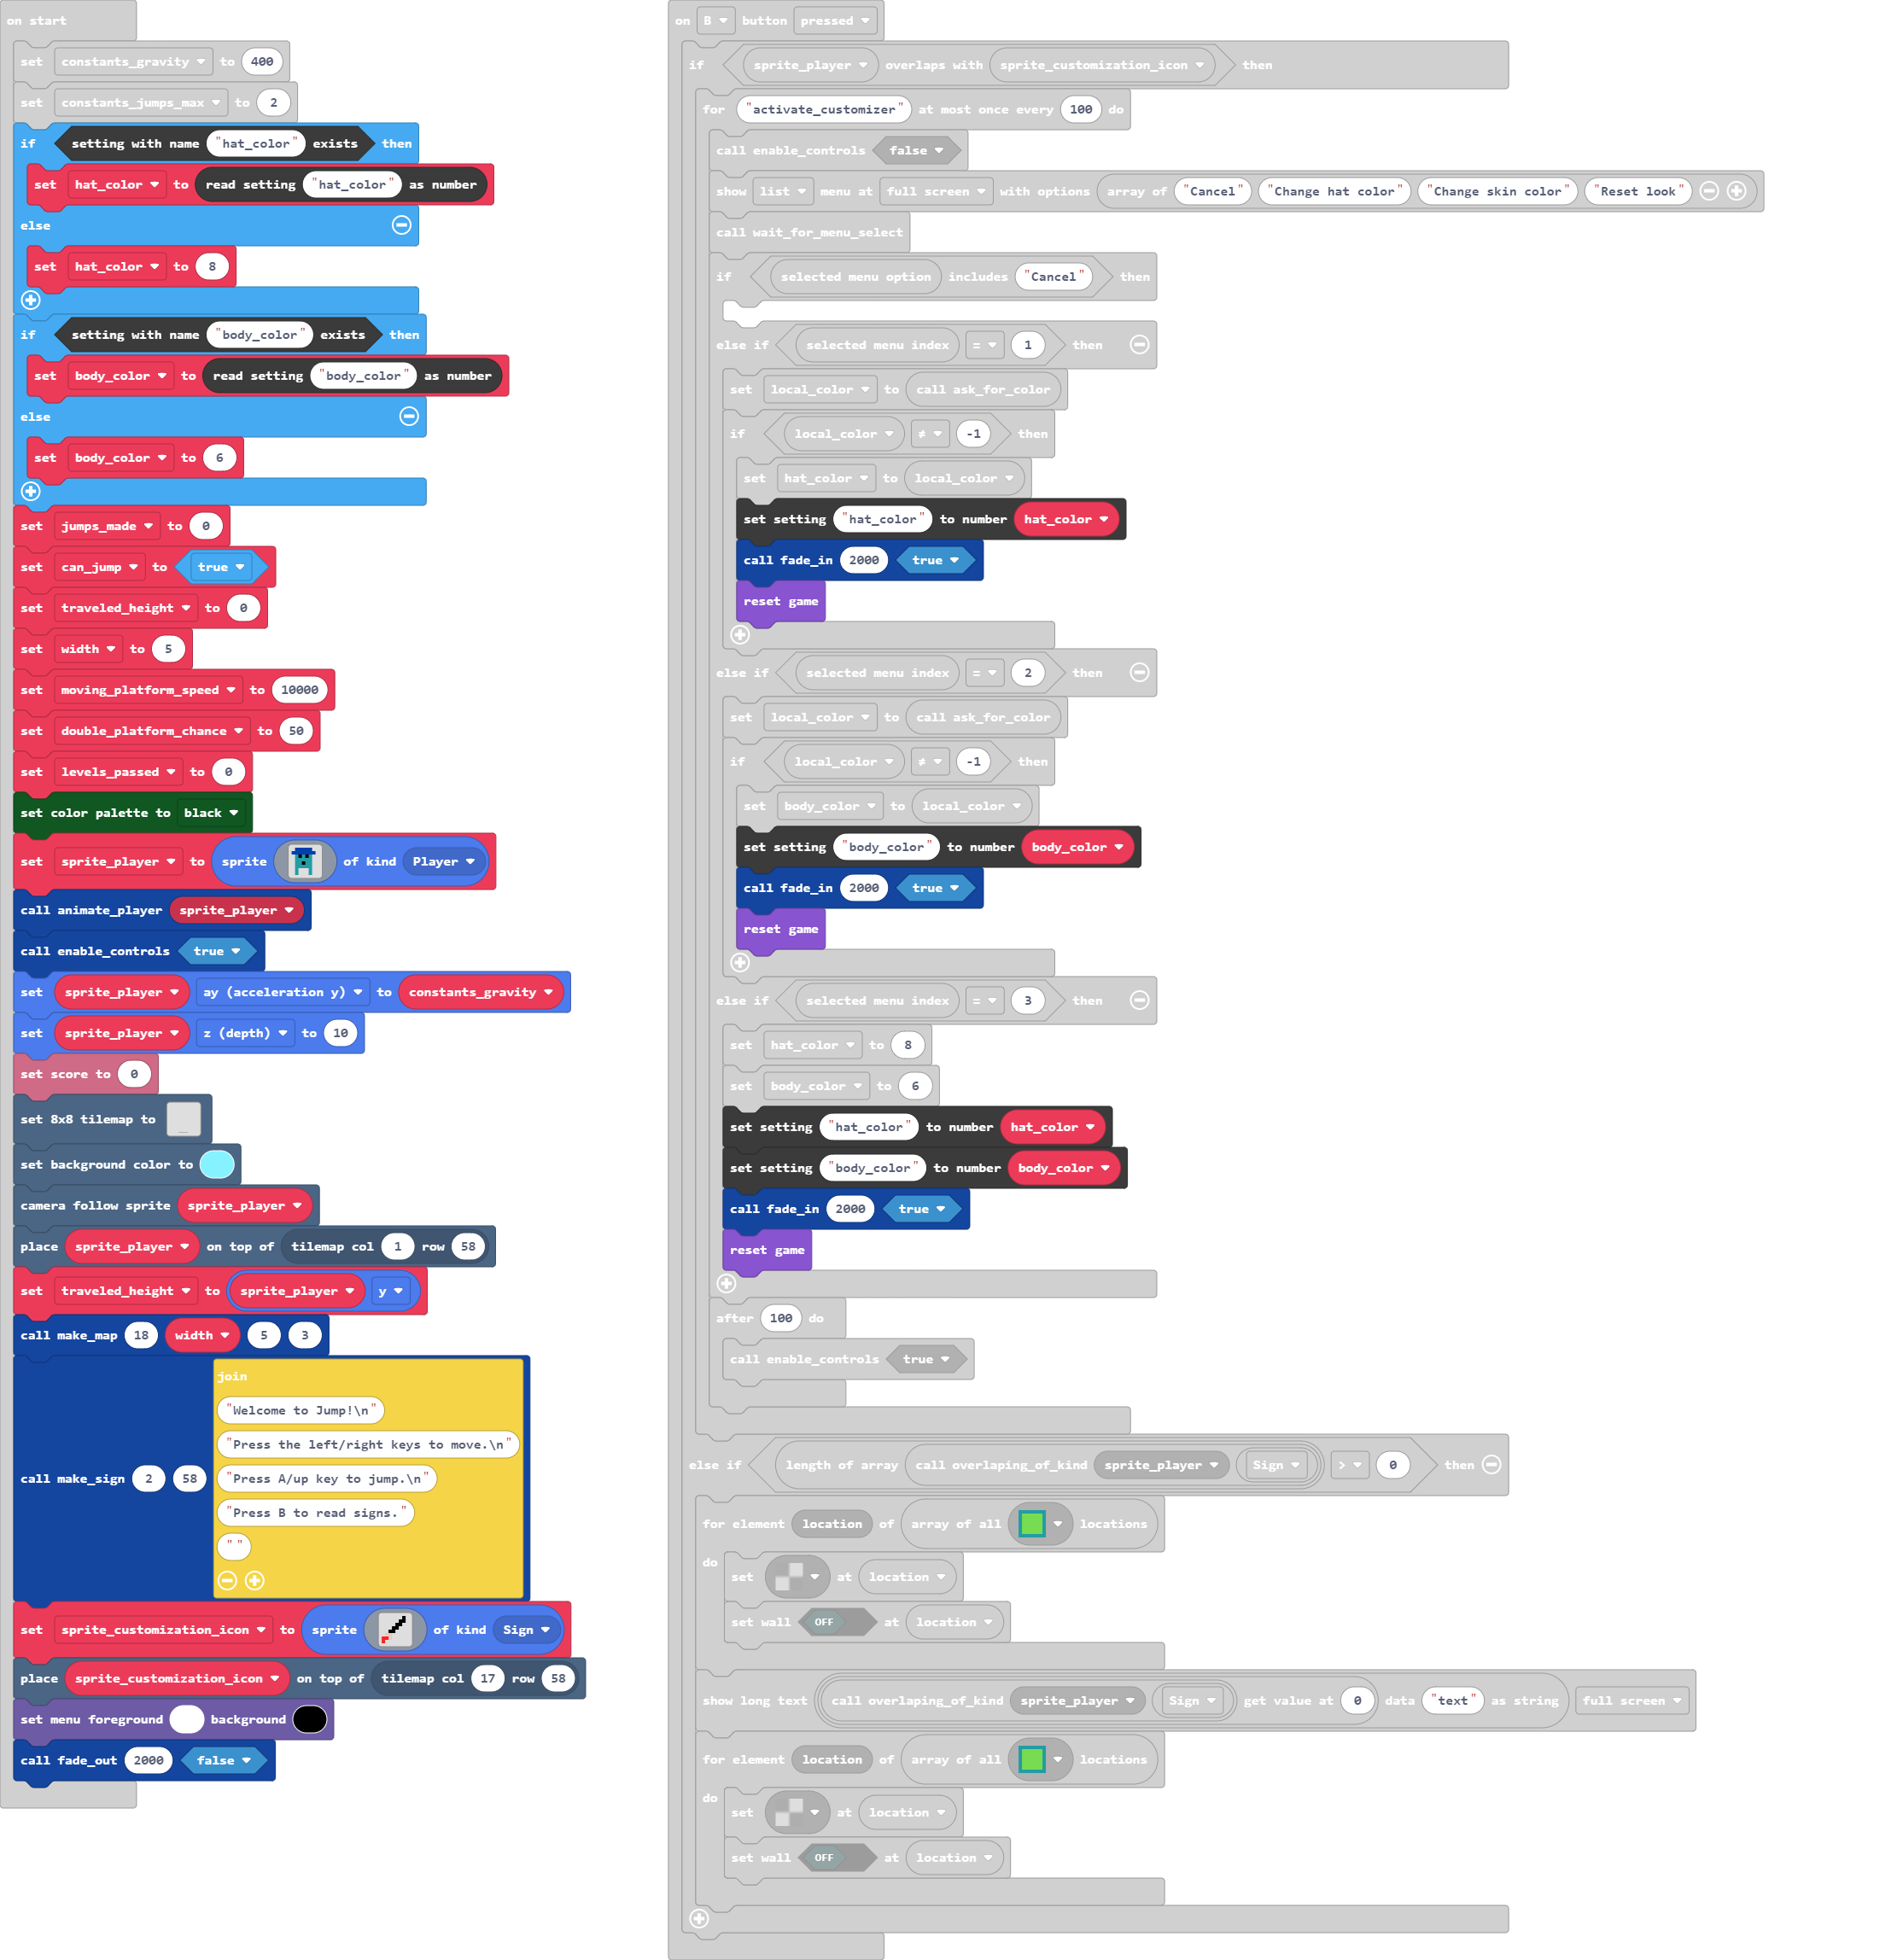 on start
set constants_gravity to 400
set constants_jumps_max to 2
if setting with name "hat_color" exists then
set hat_color to read setting "hat_color" as number
else
set hat_color to 8
if setting with name "body_color" exists then
set body_color to read setting "body_color" as number
else
set body_color to 6
set jumps_made to 0
set can_jump to true
set traveled_height to 0
set width to 5
set moving_platform_speed to 10000
set double_platform_chance to 50
set levels_passed to 0
set color palette to black
set sprite_player to sprite of kind Player
call animate_player sprite_player
call enable_controls true
set sprite_player ay (acceleration y) to constants_gravity
set sprite_player z (depth) to 10
set score to 0
set 8x8 tilemap to
set background color to
camera follow sprite sprite_player
place sprite_player on top of tilemap col 1 row 58
set traveled_height to sprite_player y
call make_map 18 width 5 3
call make_sign 2 58 join
"Welcome to Jump!\n"
"Press the left/right keys to move.\n"
"Press A/up key to jump.\n"
"Press B to read signs."
""
set sprite_customization_icon to sprite of kind Sign
place sprite_customization_icon on top of tilemap col 17 row 58
set menu foreground background
call fade_out 2000 false
on B button pressed
if sprite_player overlaps with sprite_customization_icon then
for "activate_customizer" at most once every 100 do
call enable_controls false
show list menu at full screen with options array of "Cancel" "Change hat color" "Change skin color" "Reset look"
call wait_for_menu_select
if selected menu option includes "Cancel" then
else if selected menu index = 1 then
set local_color to call ask_for_color
if local_color ≠ -1 then
set hat_color to local_color
set setting "hat_color" to number hat_color
call fade_in 2000 true
reset game
else if selected menu index = 2 then
set local_color to call ask_for_color
if local_color ≠ -1 then
set body_color to local_color
set setting "body_color" to number body_color
call fade_in 2000 true
reset game
else if selected menu index = 3 then
set hat_color to 8
set body_color to 6
set setting "hat_color" to number hat_color
set setting "body_color" to number body_color
call fade_in 2000 true
reset game
after 100 do
call enable_controls true
else if length of array call overlaping_of_kind sprite_player Sign > 0 then
for element location of array of all locations
do
set at location
set wall OFF at location
show long text call overlaping_of_kind sprite_player Sign get value at 0 data "text" as string full screen
for element location of array of all locations
do
set at location
set wall OFF at location